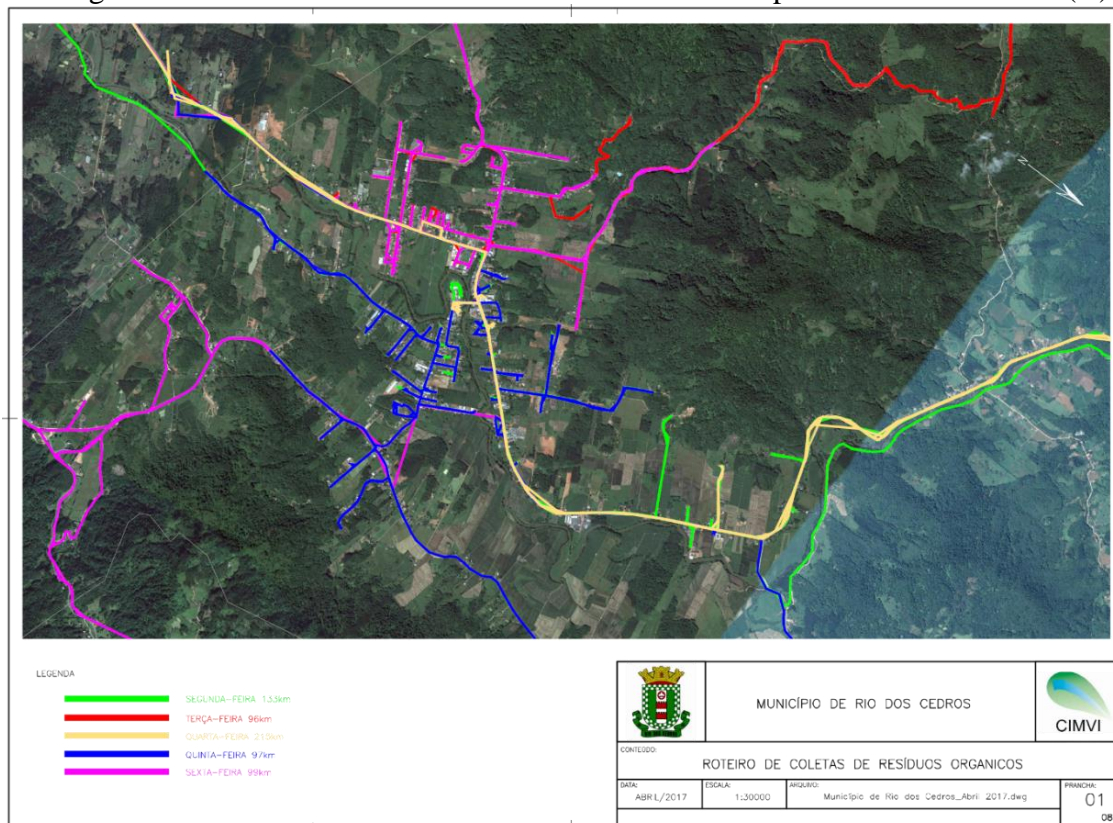 N
LEGENDA
SEGUNDA-FEIRA 133km
TERÇA-FEIRA 96km
QUARTA-FEIRA 215km
QUINTA-FEIRA 97km
SEXTA-FEIRA 99km
MUNICÍPIO DE RIO DOS CEDROS
CIMVI
CONTEÚDO:
ROTEIRO DE COLETAS DE RESÍDUOS ORGANICOS
DATA:
ABRIL/2017
ESCALA:
1:30000
ARQUIVO:
Município de Rio dos Cedros_Abril 2017.dwg
PRANCHA:
01
08